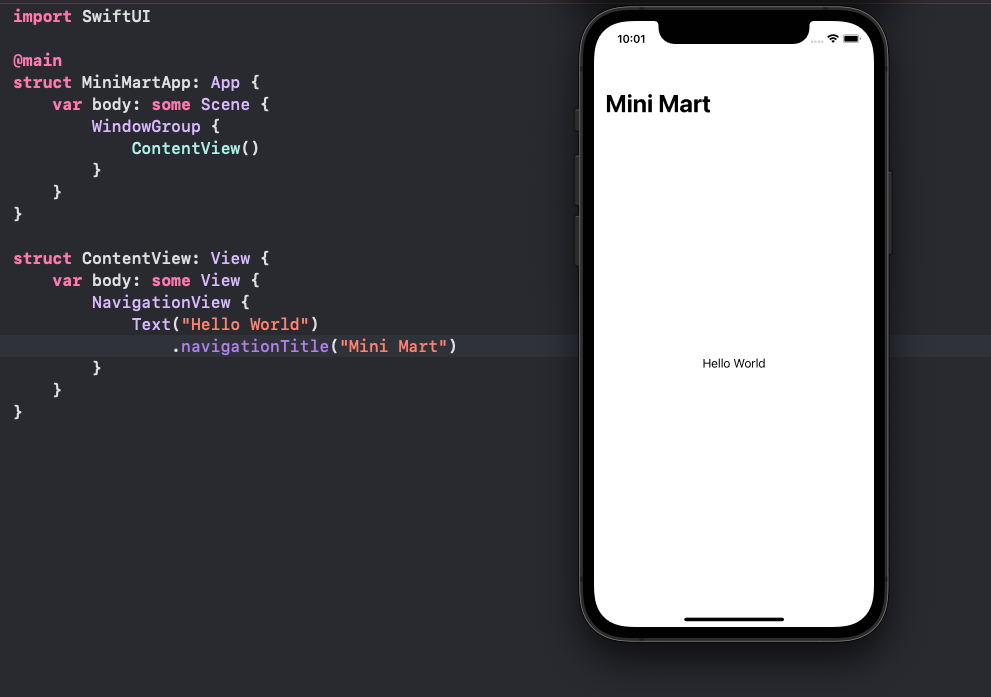 import SwiftUI
@main
struct MiniMartApp: App {
    var body: some Scene {
        WindowGroup {
            ContentView()
        }
    }
}
struct ContentView: View {
    var body: some View {
        NavigationView {
            Text("Hello World")
                .navigationTitle("Mini Mart")
        }
    }
}
10:01
Mini Mart
Hello World